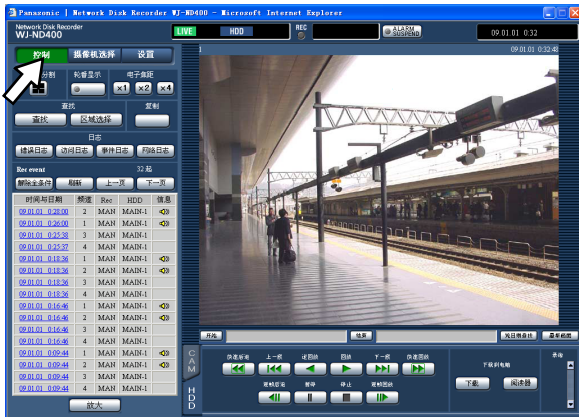 Panasonic | Network Disk Recorder WJ-ND400 - Microsoft Internet Explorer
Network Disk Recorder
WJ-ND400
LIVE HDD REC ALARM SUSPEND 09.01.01 0:32
控制 摄像机选择 设置
1 09.01.01 0:32:48
分割 轮番显示 电子焦距
×1 ×2 ×4
查找 复制
查找 区域选择
日志
错误日志 访问日志 事件日志 网络日志
Rec event 32 起
解除全条件 刷新 上一页 下一页
时间与日期 频道 Rec HDD 信息
09.01.01 0:28:00 2 MAN MAIN-1
09.01.01 0:26:00 1 MAN MAIN-1
09.01.01 0:25:38 3 MAN MAIN-1
09.01.01 0:25:37 4 MAN MAIN-1
09.01.01 0:18:36 1 MAN MAIN-1
09.01.01 0:18:36 2 MAN MAIN-1
09.01.01 0:18:36 3 MAN MAIN-1
09.01.01 0:18:36 4 MAN MAIN-1
09.01.01 0:16:46 1 MAN MAIN-1
09.01.01 0:16:46 2 MAN MAIN-1
09.01.01 0:16:46 3 MAN MAIN-1
09.01.01 0:16:46 4 MAN MAIN-1
09.01.01 0:09:44 1 MAN MAIN-1
09.01.01 0:09:44 2 MAN MAIN-1
09.01.01 0:09:44 3 MAN MAIN-1
09.01.01 0:09:44 4 MAN MAIN-1
放大
开始 结束 最新画面
CAM
HDD
快速后退 上一段 逆回放 回放 下一段 快速回放
逐帧后退 暂停 停止 逐帧回放
下载到电脑
下载 阅读器